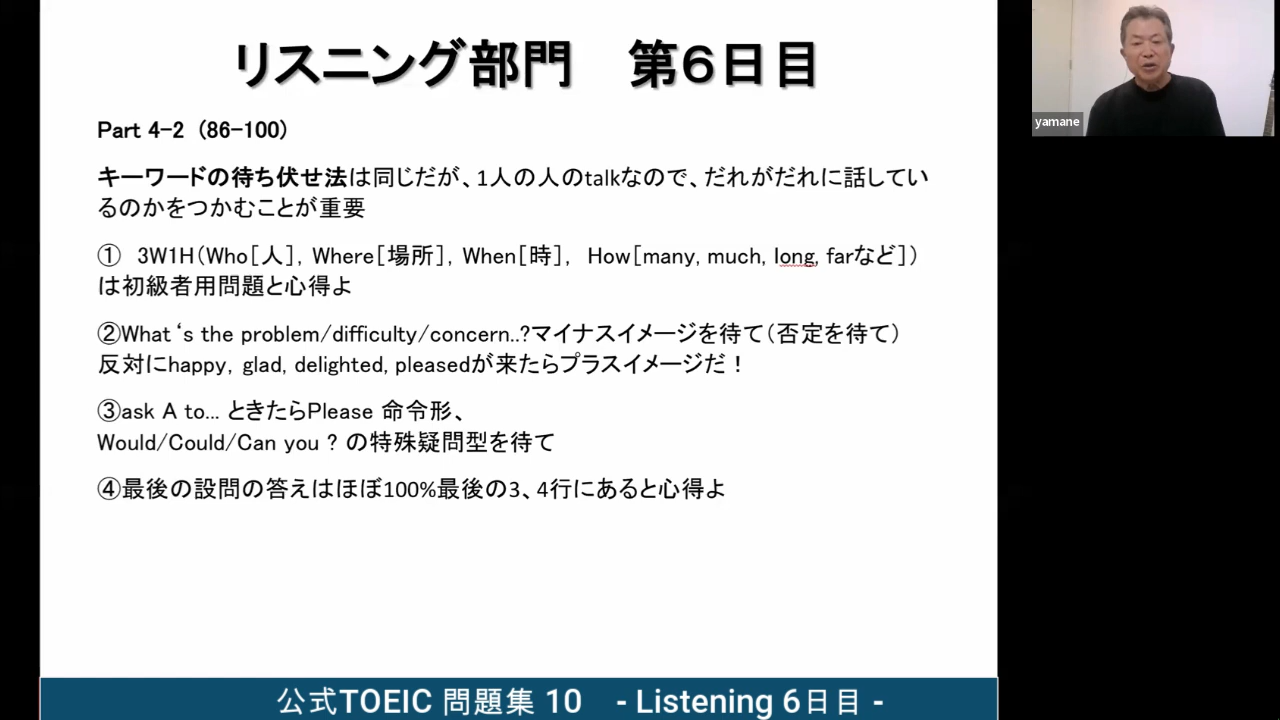 リスニング部門　第６日目
Part 4-2（86-100）
キーワードの待ち伏せ法は同じだが、1人の人のtalkなので、だれがだれに話してい
るのかをつかむことが重要
①　3W1H（Who［人］, Where［場所］, When［時］,　How［many, much, long, farなど］）
は初級者用問題と心得よ
②What‘s the problem/difficulty/concern..?マイナスイメージを待て（否定を待て）
反対にhappy, glad, delighted, pleasedが来たらプラスイメージだ！
③ask A to... ときたらPlease 命令形、
Would/Could/Can you ? の特殊疑問型を待て
④最後の設問の答えはほぼ100%最後の3、4行にあると心得よ
公式TOEIC 問題集 10　- Listening 6日目 -
yamane